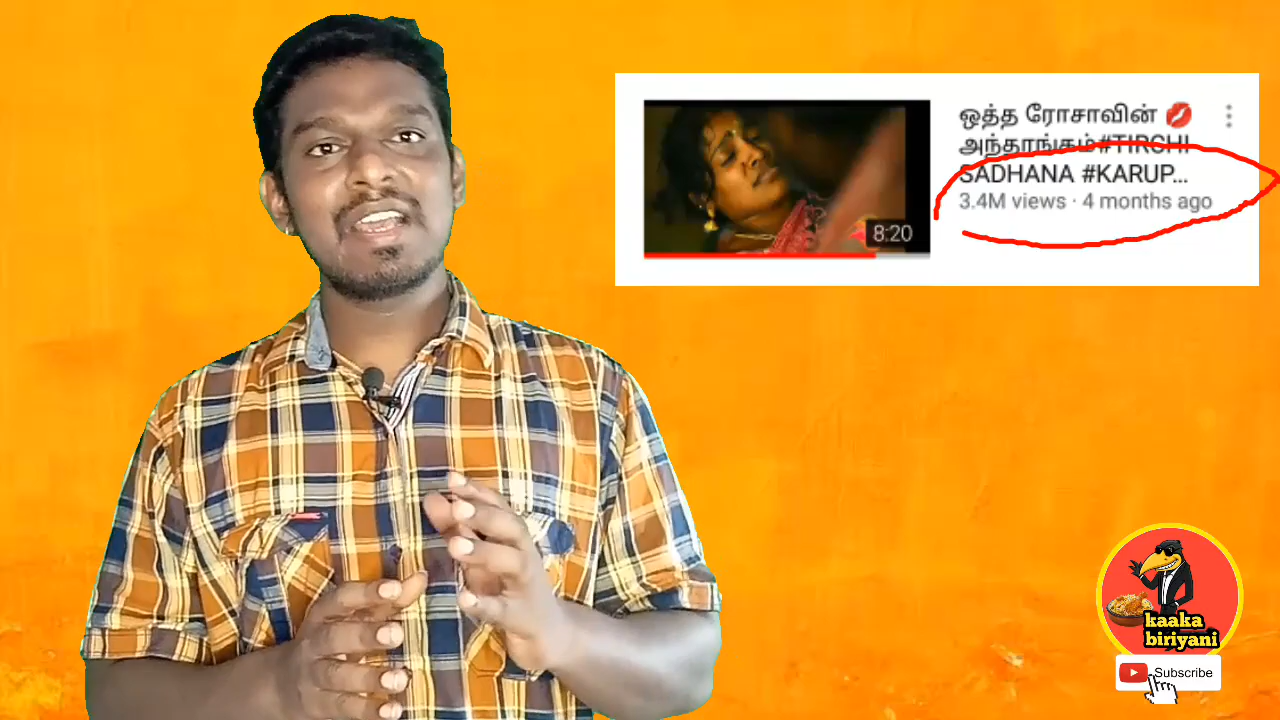 ஒத்த ரோசாவின் 💋
அந்தரங்கம்#TIRCHI
SADHANA #KARUP...
3.4M views · 4 months ago
8:20
kaaka
biriyani
Subscribe